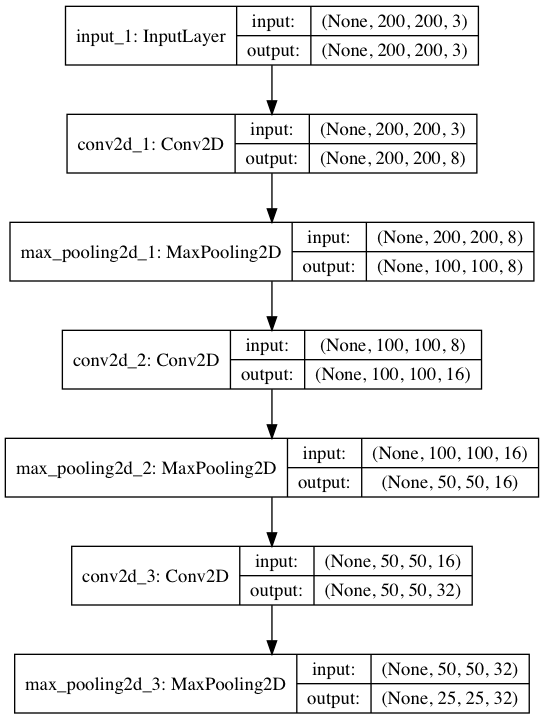 input_1: InputLayer
input: (None, 200, 200, 3)
output: (None, 200, 200, 3)
conv2d_1: Conv2D
input: (None, 200, 200, 3)
output: (None, 200, 200, 8)
max_pooling2d_1: MaxPooling2D
input: (None, 200, 200, 8)
output: (None, 100, 100, 8)
conv2d_2: Conv2D
input: (None, 100, 100, 8)
output: (None, 100, 100, 16)
max_pooling2d_2: MaxPooling2D
input: (None, 100, 100, 16)
output: (None, 50, 50, 16)
conv2d_3: Conv2D
input: (None, 50, 50, 16)
output: (None, 50, 50, 32)
max_pooling2d_3: MaxPooling2D
input: (None, 50, 50, 32)
output: (None, 25, 25, 32)